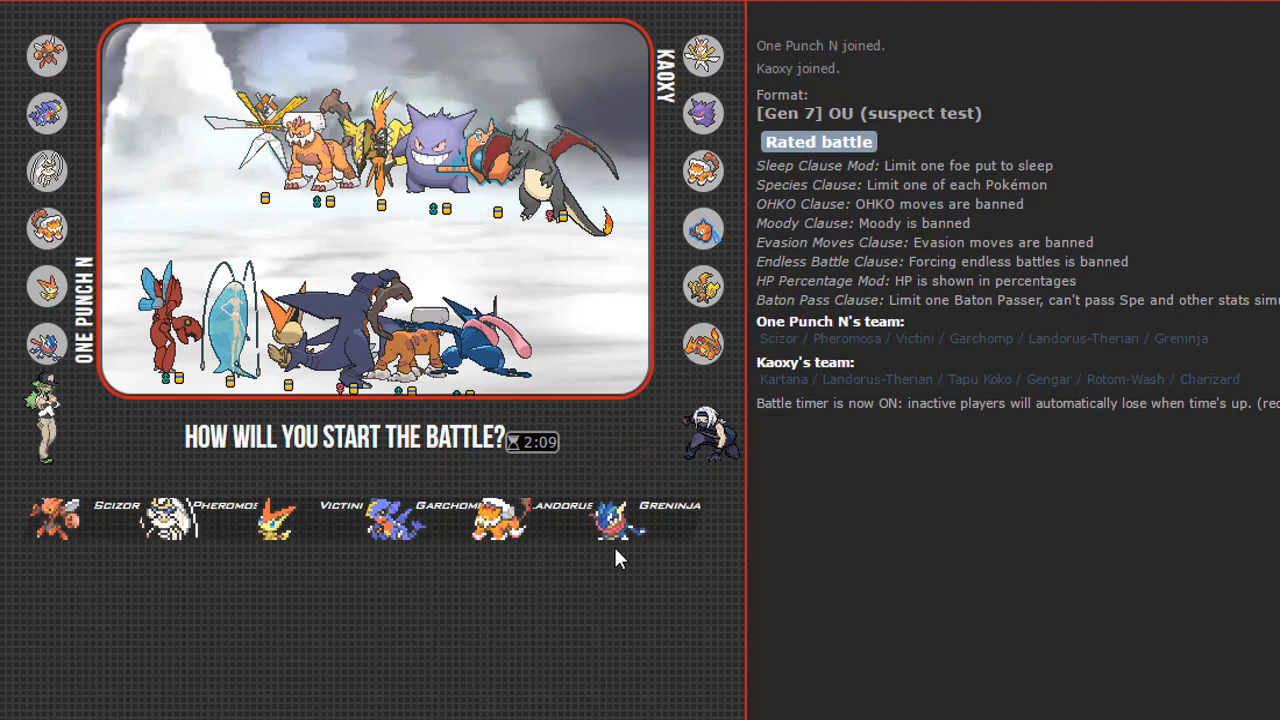 KAOXY
ONE PUNCH N
HOW WILL YOU START THE BATTLE?
2:09
SCIZOR
PHEROMOS
VICTINI
GARCHOM
LANDORUS
GRENINJA
One Punch N joined.
Kaoxy joined.
Format:
[Gen 7] OU (suspect test)
Rated battle
Sleep Clause Mod: Limit one foe put to sleep
Species Clause: Limit one of each Pokémon
OHKO Clause: OHKO moves are banned
Moody Clause: Moody is banned
Evasion Moves Clause: Evasion moves are banned
Endless Battle Clause: Forcing endless battles is banned
HP Percentage Mod: HP is shown in percentages
Baton Pass Clause: Limit one Baton Passer, can't pass Spe and other stats sim
One Punch N's team:
Scizor / Pheromosa / Victini / Garchomp / Landorus-Therian / Greninja
Kaoxy's team:
Kartana / Landorus-Therian / Tapu Koko / Gengar / Rotom-Wash / Charizard
Battle timer is now ON: inactive players will automatically lose when time's up. (rec